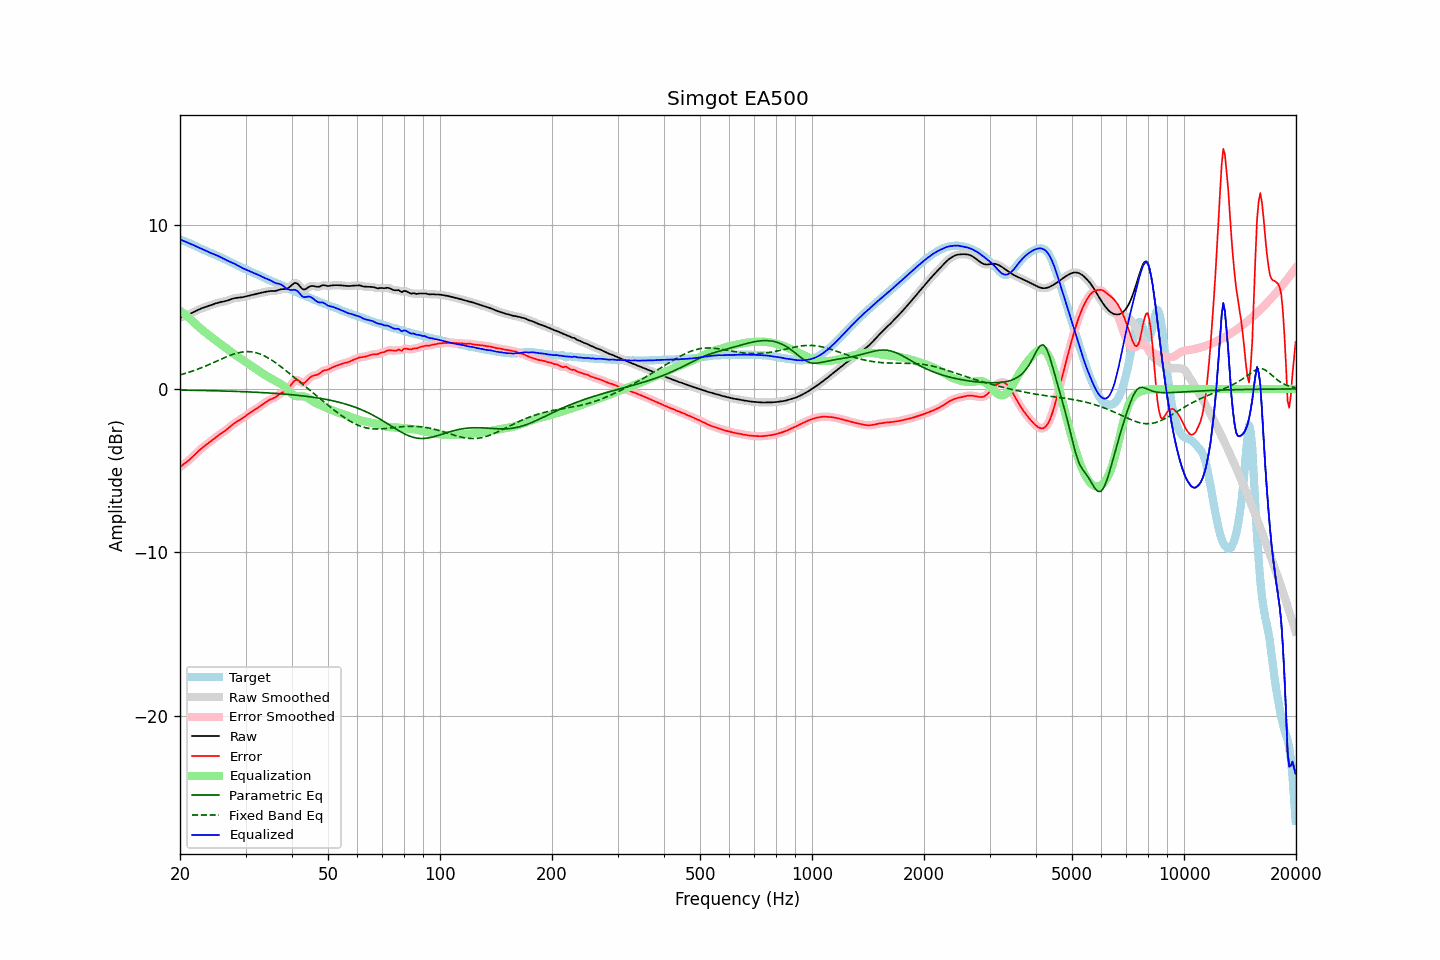 Simgot EA500
Amplitude (dBr)
10
0
−10
−20
Target
Raw Smoothed
Error Smoothed
Raw
Error
Equalization
Parametric Eq
Fixed Band Eq
Equalized
20 50 100 200 500 1000 2000 5000 10000 20000
Frequency (Hz)